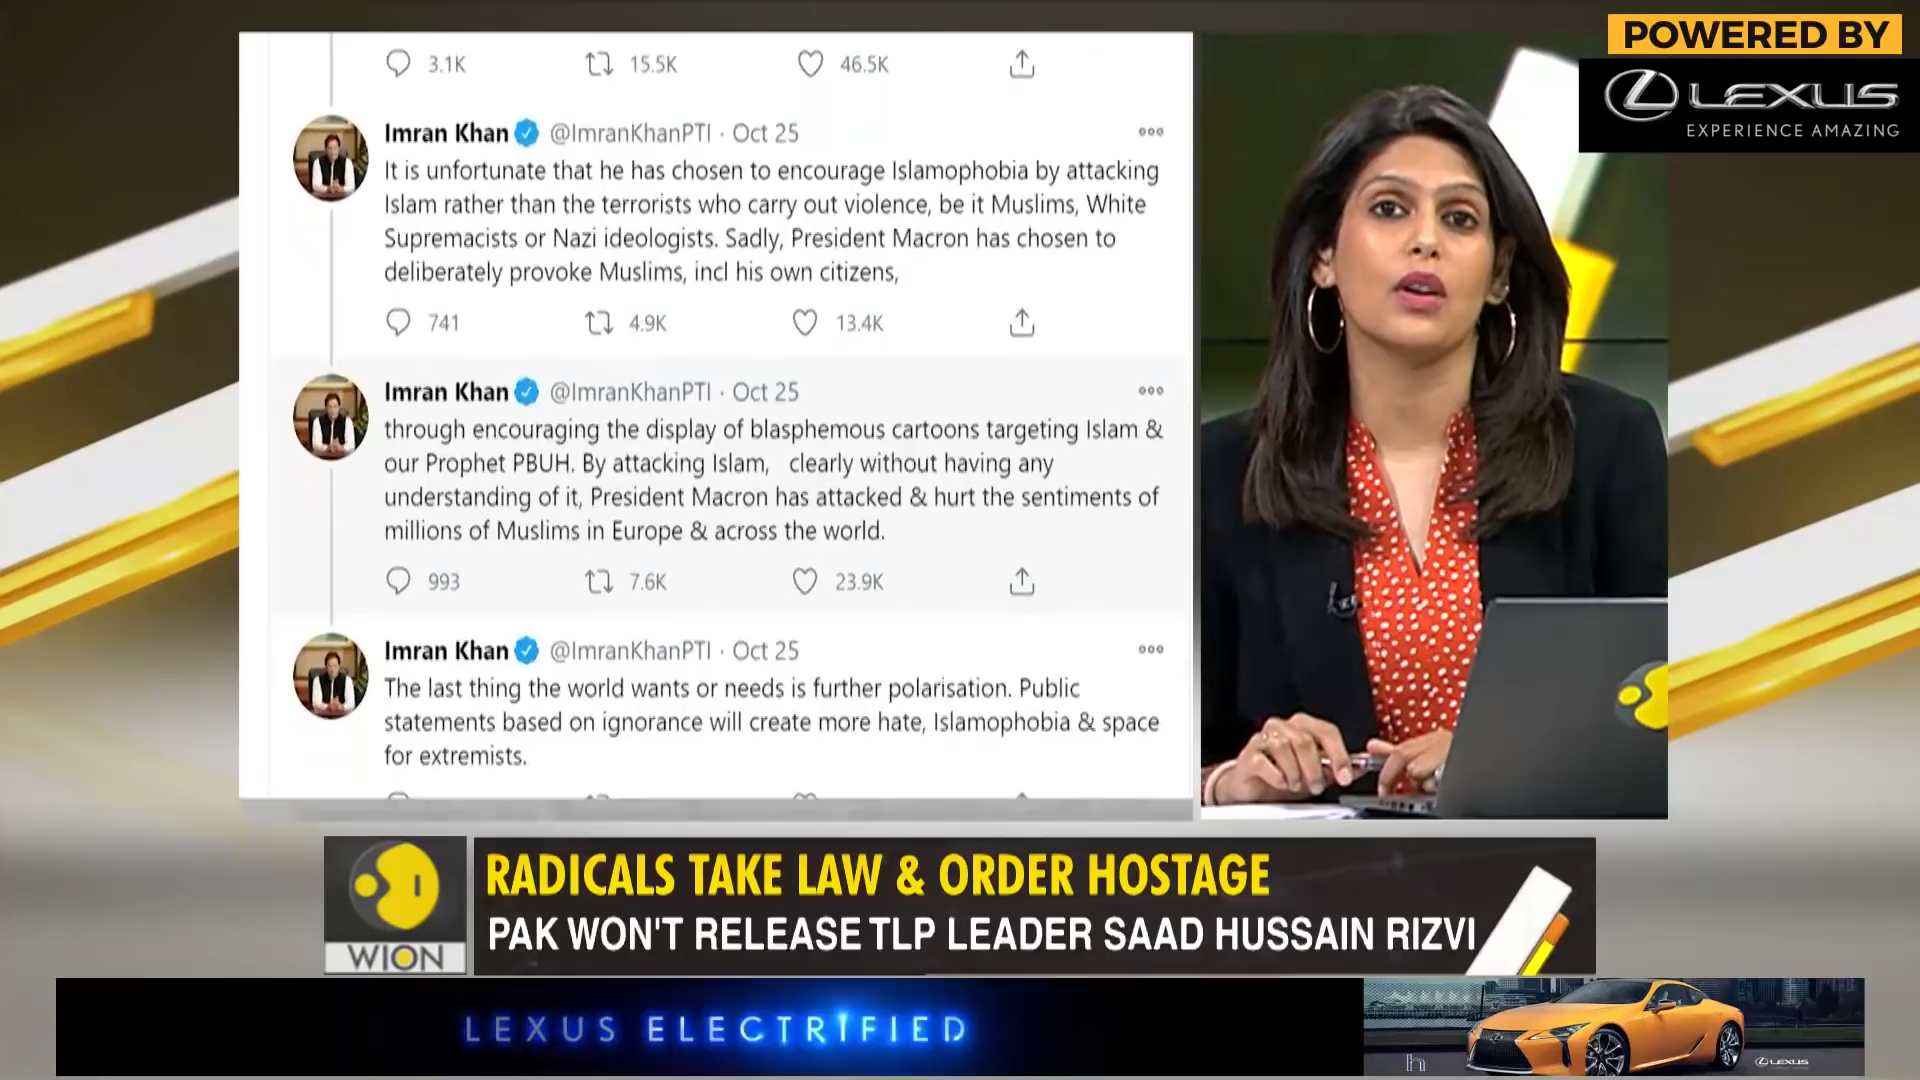 POWERED BY
LEXUS
EXPERIENCE AMAZING
3.1K 15.5K 46.5K
Imran Khan @ImranKhanPTI · Oct 25
It is unfortunate that he has chosen to encourage Islamophobia by attacking
Islam rather than the terrorists who carry out violence, be it Muslims, White
Supremacists or Nazi ideologists. Sadly, President Macron has chosen to
deliberately provoke Muslims, incl his own citizens,
741 4.9K 13.4K
Imran Khan @ImranKhanPTI · Oct 25
through encouraging the display of blasphemous cartoons targeting Islam &
our Prophet PBUH. By attacking Islam, clearly without having any
understanding of it, President Macron has attacked & hurt the sentiments of
millions of Muslims in Europe & across the world.
993 7.6K 23.9K
Imran Khan @ImranKhanPTI · Oct 25
The last thing the world wants or needs is further polarisation. Public
statements based on ignorance will create more hate, Islamophobia & space
for extremists.
RADICALS TAKE LAW & ORDER HOSTAGE
PAK WON'T RELEASE TLP LEADER SAAD HUSSAIN RIZVI
WION
LEXUS ELECTRIFIED
h
LEXUS